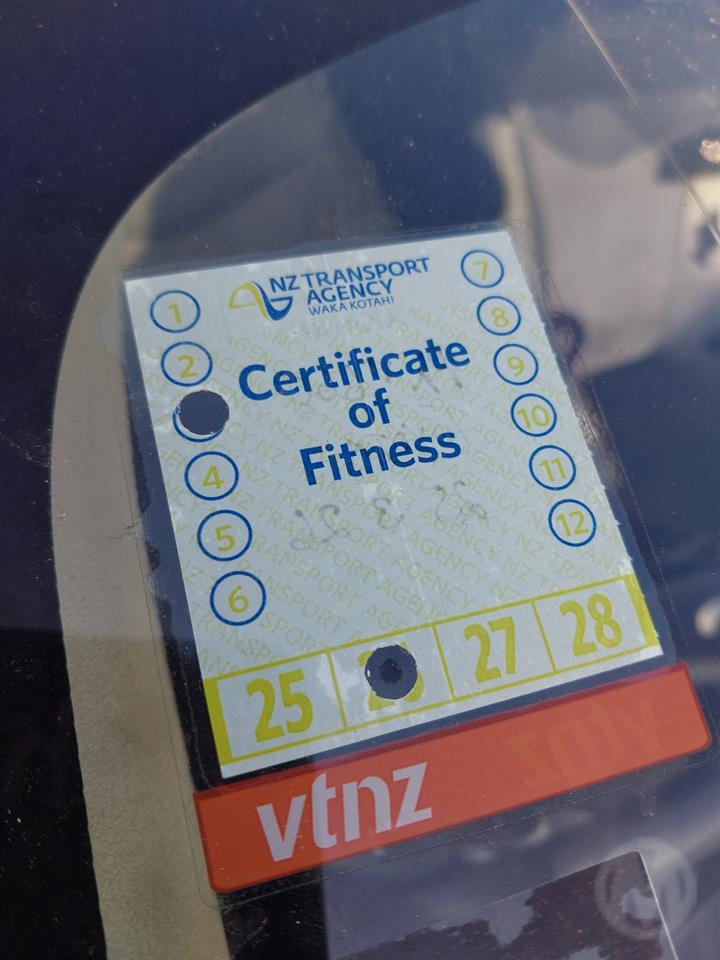 NZ TRANSPORT
AGENCY
WAKA KOTAHI
Certificate
of
Fitness
1
2
4
5
6
7
8
9
10
11
12
25
27
28
vtnz